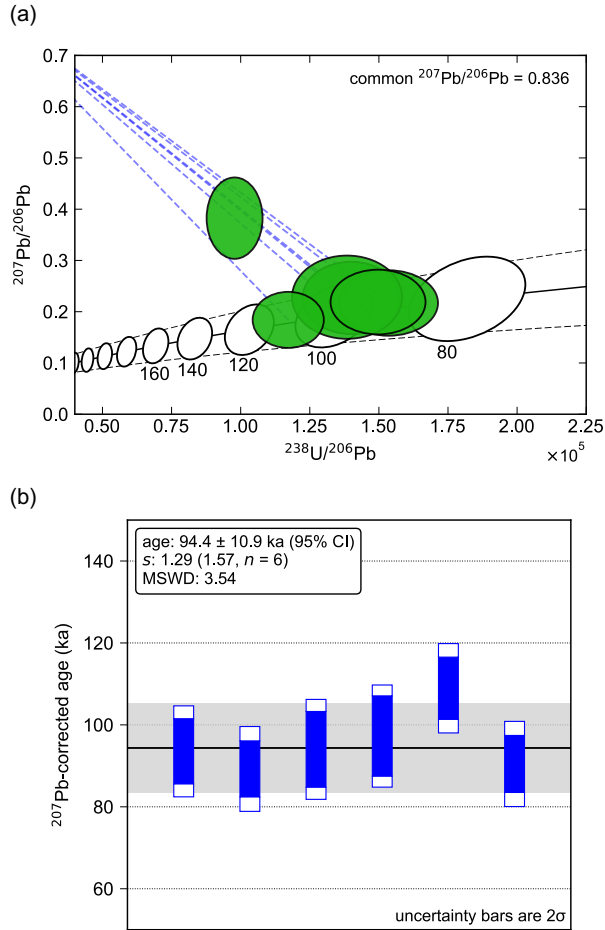 (a)
0.7
common ²⁰⁷Pb/²⁰⁶Pb = 0.836
0.6
0.5
0.4
²⁰⁷Pb/²⁰⁶Pb
0.3
0.2
0.1
160 140 120 100 80
0.0
0.50 0.75 1.00 1.25 1.50 1.75 2.00 2.25
²³⁸U/²⁰⁶Pb
×10⁵
(b)
age: 94.4 ± 10.9 ka (95% CI)
s: 1.29 (1.57, n = 6)
MSWD: 3.54
140
120
²⁰⁷Pb-corrected age (ka)
100
80
60
uncertainty bars are 2σ